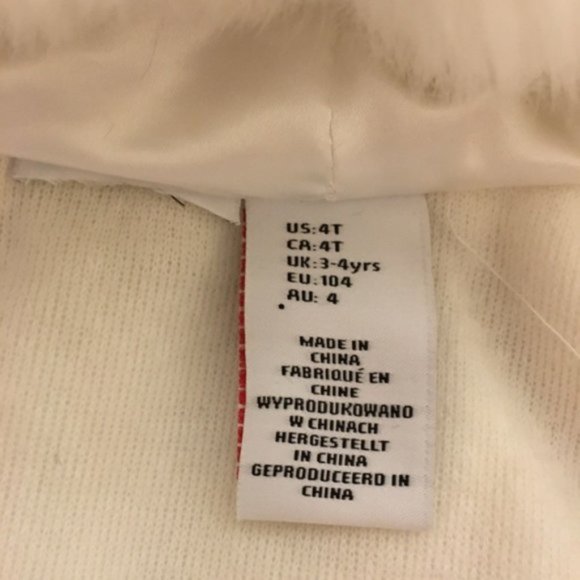 US:4T
CA:4T
UK:3-4yrs
EU:104
AU: 4
MADE IN
CHINA
FABRIQUÉ EN
CHINE
WYPRODUKOWANO
W CHINACH
HERGESTELLT
IN CHINA
GEPRODUCEERD IN
CHINA